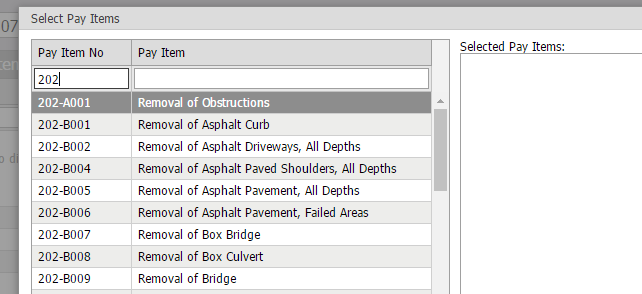 07
Select Pay Items
Pay Item No Pay Item Selected Pay Items:
202
202-A001 Removal of Obstructions
202-B001 Removal of Asphalt Curb
202-B002 Removal of Asphalt Driveways, All Depths
202-B004 Removal of Asphalt Paved Shoulders, All Depths
202-B005 Removal of Asphalt Pavement, All Depths
202-B006 Removal of Asphalt Pavement, Failed Areas
202-B007 Removal of Box Bridge
202-B008 Removal of Box Culvert
202-B009 Removal of Bridge